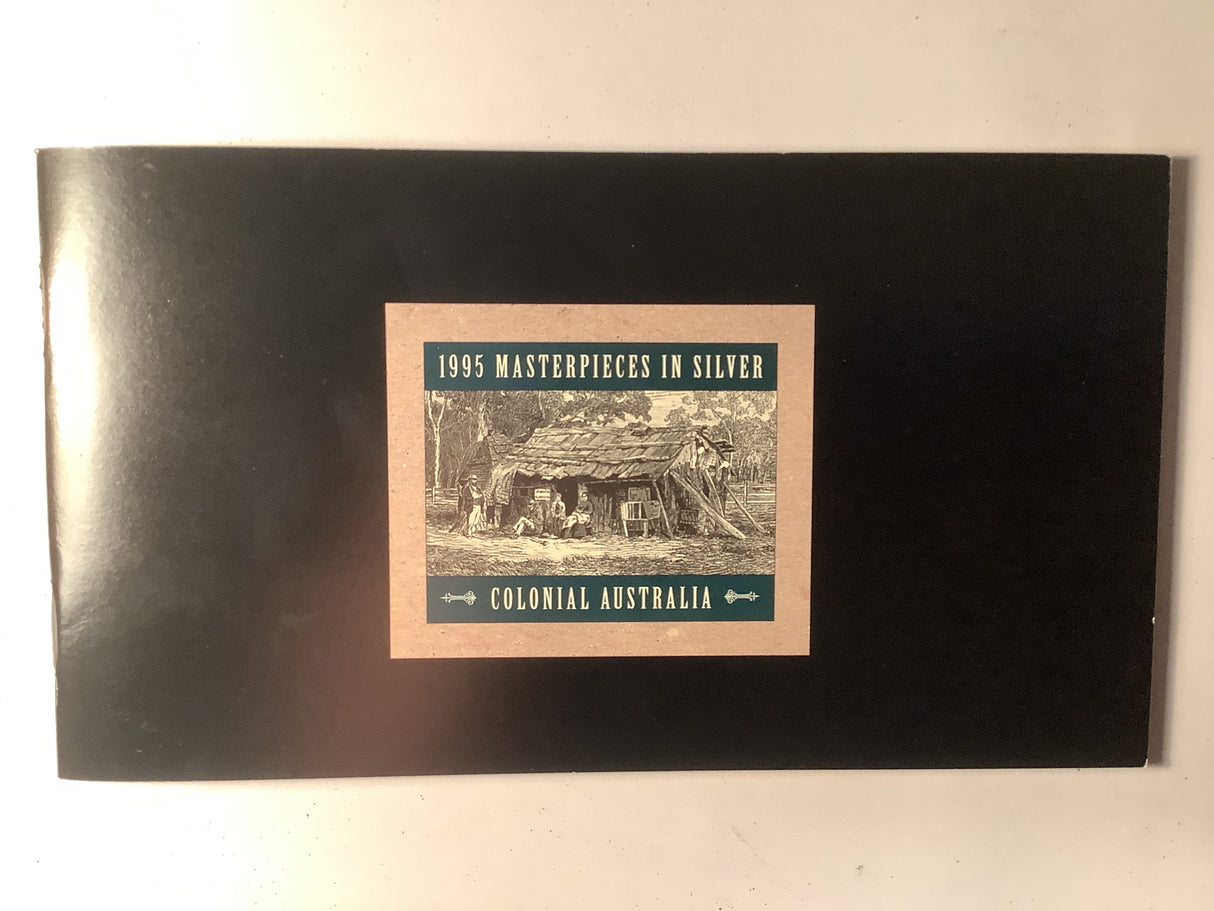 1995 MASTERPIECES IN SILVER
COLONIAL AUSTRALIA